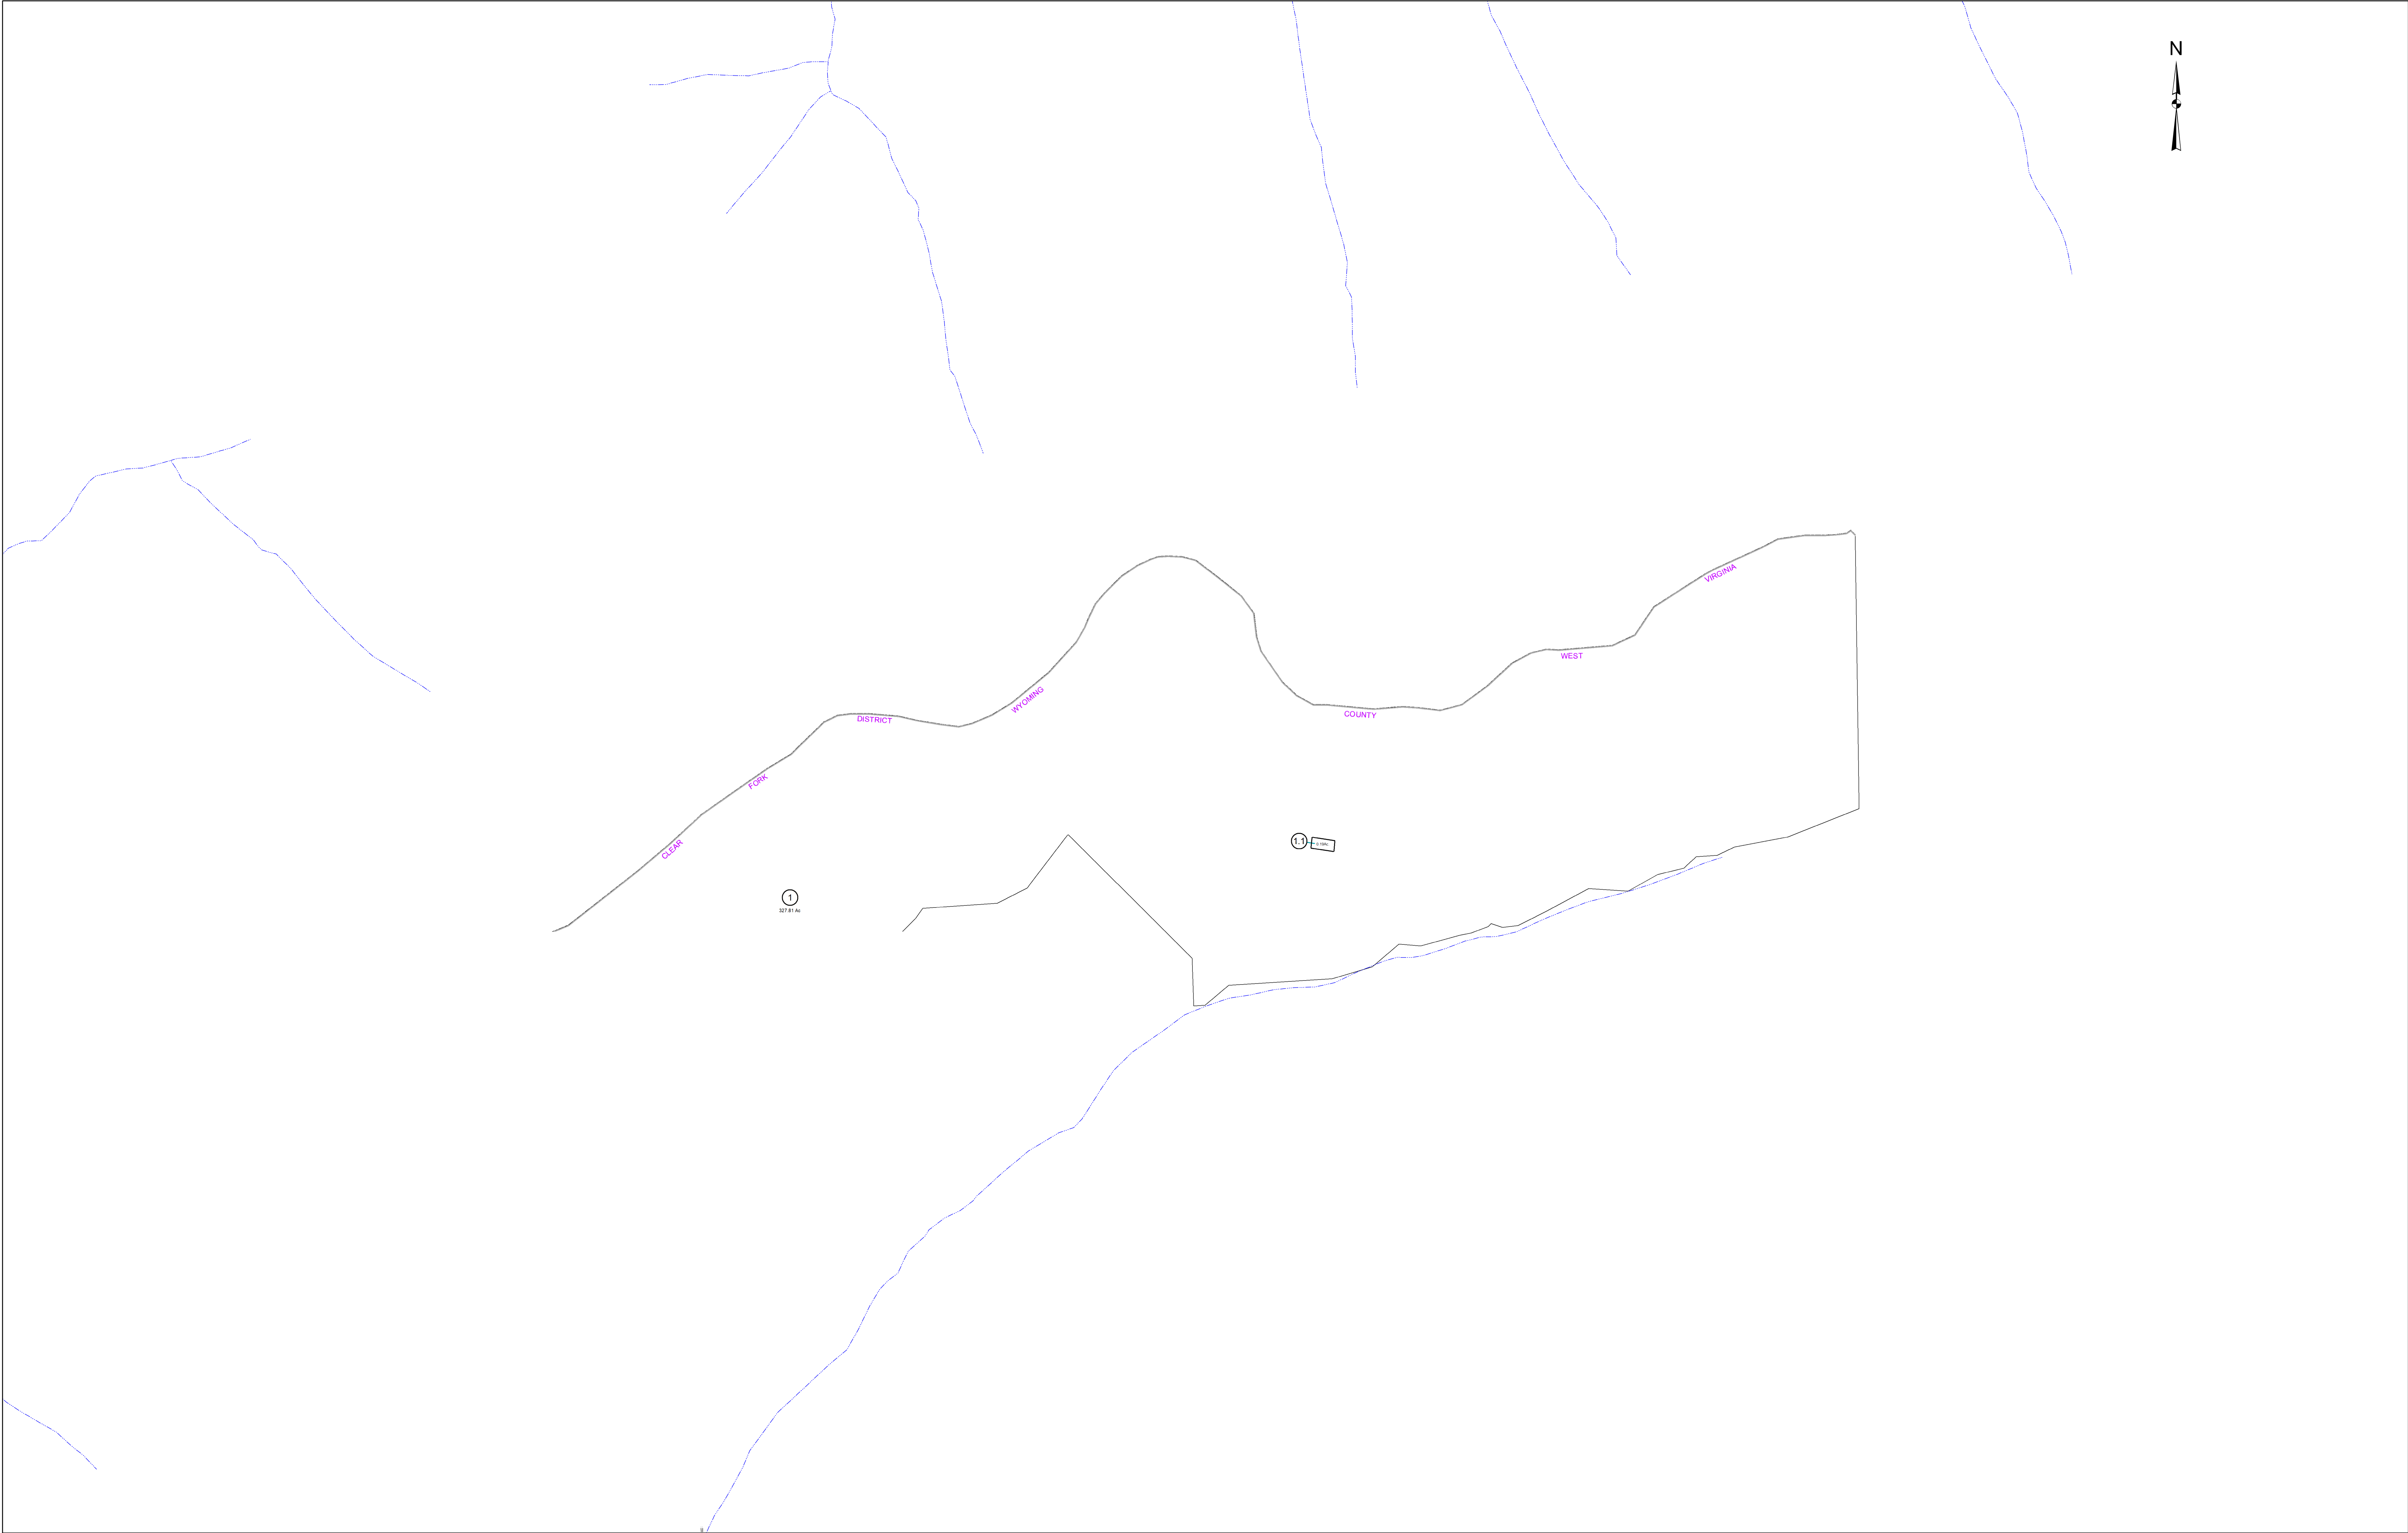 N
VIRGINIA
WEST
WYOMING
DISTRICT
COUNTY
FORK
CLEAR
1.1
1
327.81 Ac